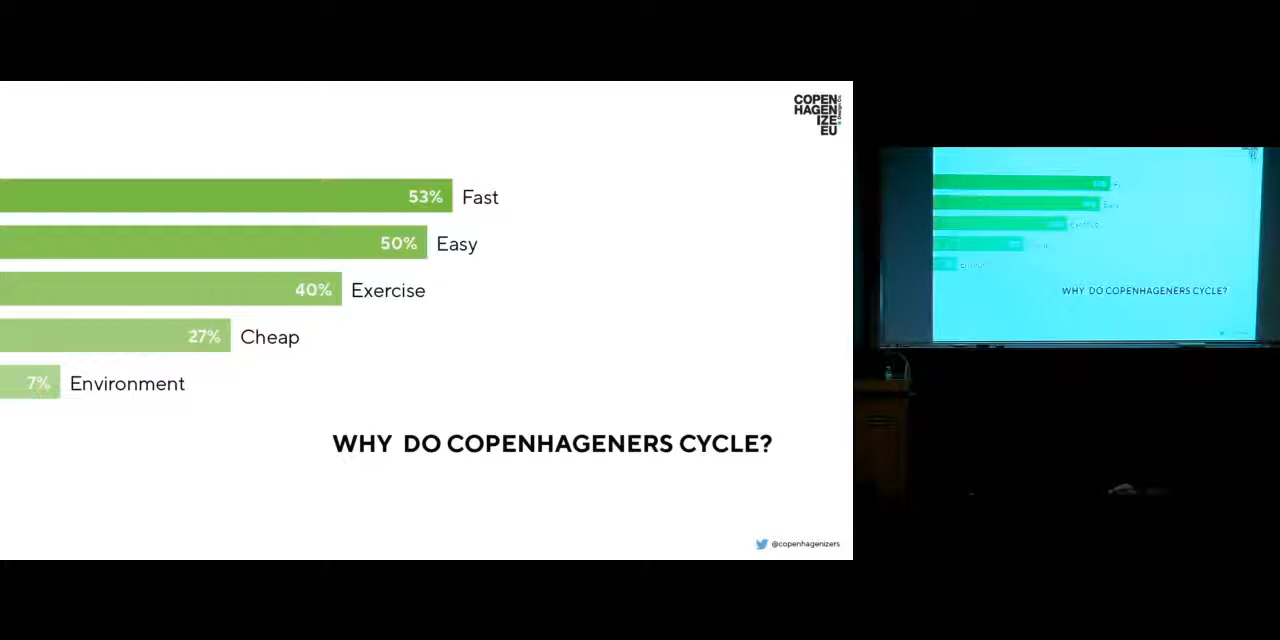 COPEN
HAGEN
IZE
EU
53% Fast
50% Easy
40% Exercise
27% Cheap
7% Environment
WHY DO COPENHAGENERS CYCLE?
@copenhagenizers
WHY DO COPENHAGENERS CYCLE?